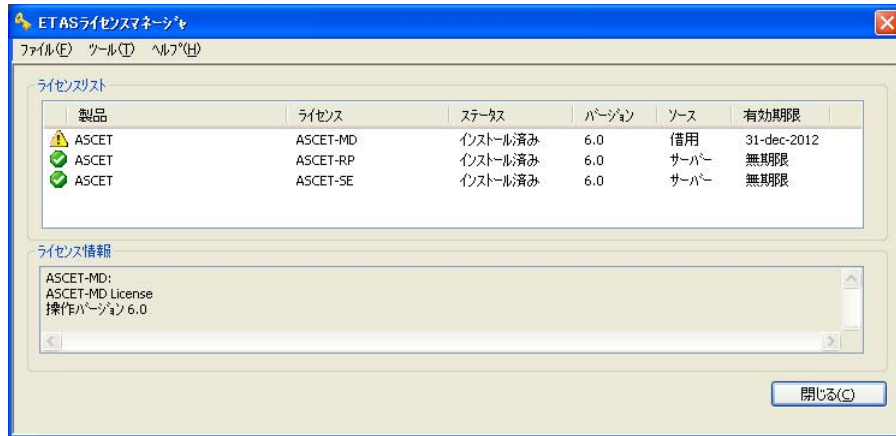 ETASライセンスマネージャ
ファイル(F) ツール(T) ヘルプ(H)
ライセンスリスト
製品 ライセンス ステータス バージョン ソース 有効期限
ASCET ASCET-MD インストール済み 6.0 借用 31-dec-2012
ASCET ASCET-RP インストール済み 6.0 サーバー 無期限
ASCET ASCET-SE インストール済み 6.0 サーバー 無期限
ライセンス情報
ASCET-MD:
ASCET-MD License
操作バージョン 6.0
閉じる(C)